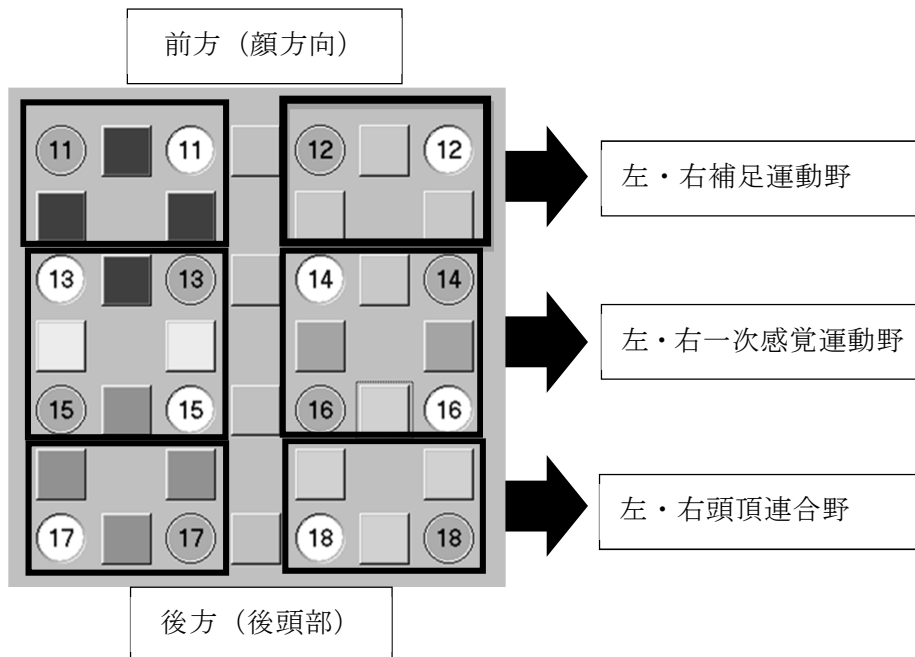 前方（顔方向）
11 11 12 12
左・右補足運動野
13 13 14 14
左・右一次感覚運動野
15 15 16 16
左・右頭頂連合野
17 17 18 18
後方（後頭部）